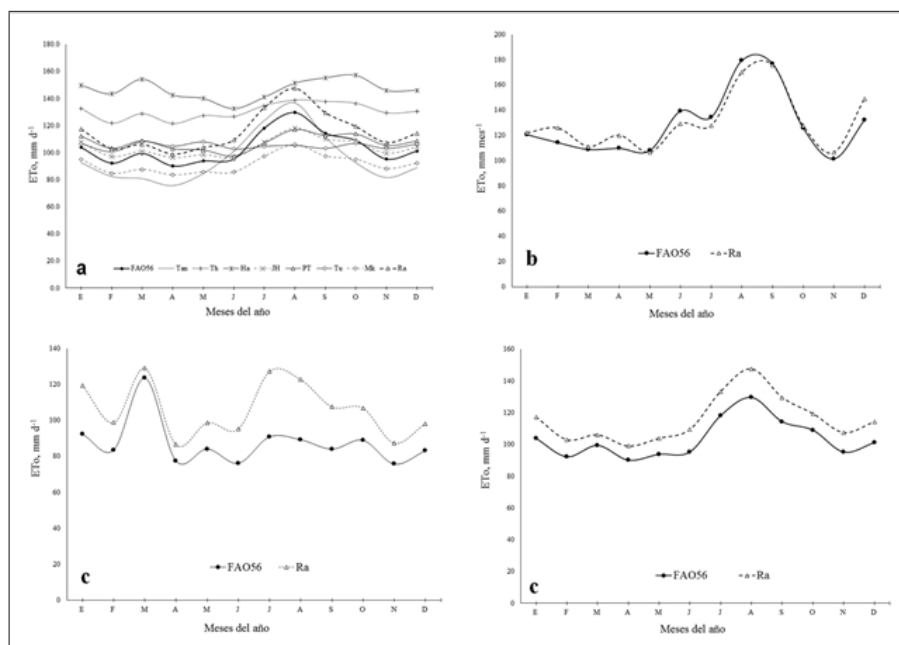 180.0
160.0
140.0
120.0
100.0
80.0
60.0
40.0
20.0
0.0
ETo, mm d⁻¹
a
FAO56 Tan Th Ha JH PT Tu Mk Ra
E F M A M J J A S O N D
Meses del año
200
180
160
140
120
100
80
60
40
20
0
ETo, mm mes⁻¹
b
FAO56 Ra
E F M A M J J A S O N D
Meses del año
140
120
100
80
60
40
20
0
ETo, mm d⁻¹
c
FAO56 Ra
E F M A M J J A S O N D
Meses del año
160
140
120
100
80
60
40
20
0
ETo, mm d⁻¹
c
FAO56 Ra
E F M A M J J A S O N D
Meses del año